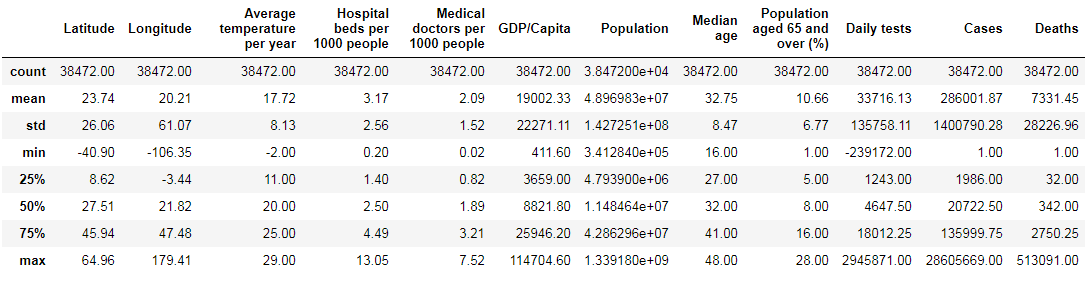 Latitude Longitude Average temperature per year Hospital beds per 1000 people Medical doctors per 1000 people GDP/Capita Population Median age Population aged 65 and over (%) Daily tests Cases Deaths
count 38472.00 38472.00 38472.00 38472.00 38472.00 38472.00 3.847200e+04 38472.00 38472.00 38472.00 38472.00 38472.00
mean 23.74 20.21 17.72 3.17 2.09 19002.33 4.896983e+07 32.75 10.66 33716.13 286001.87 7331.45
std 26.06 61.07 8.13 2.56 1.52 22271.11 1.427251e+08 8.47 6.77 135758.11 1400790.28 28226.96
min -40.90 -106.35 -2.00 0.20 0.02 411.60 3.412840e+05 16.00 1.00 -239172.00 1.00 1.00
25% 8.62 -3.44 11.00 1.40 0.82 3659.00 4.793900e+06 27.00 5.00 1243.00 1986.00 32.00
50% 27.51 21.82 20.00 2.50 1.89 8821.80 1.148464e+07 32.00 8.00 4647.50 20722.50 342.00
75% 45.94 47.48 25.00 4.49 3.21 25946.20 4.286296e+07 41.00 16.00 18012.25 135999.75 2750.25
max 64.96 179.41 29.00 13.05 7.52 114704.60 1.339180e+09 48.00 28.00 2945871.00 28605669.00 513091.00